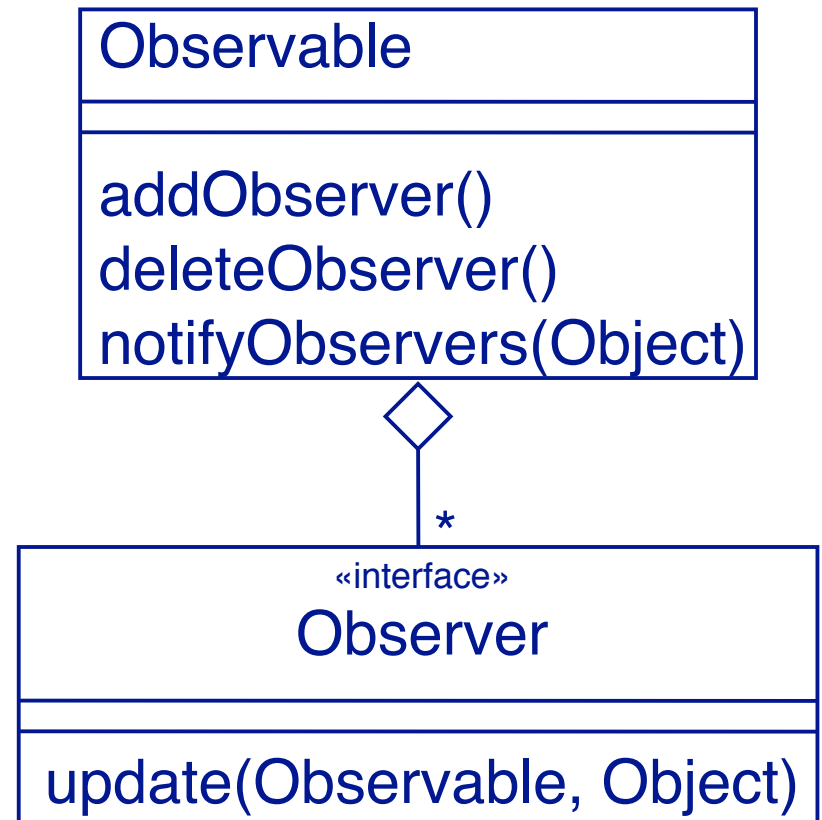 Observable
addObserver()
deleteObserver()
notifyObservers(Object)
*
«interface»
Observer
update(Observable, Object)